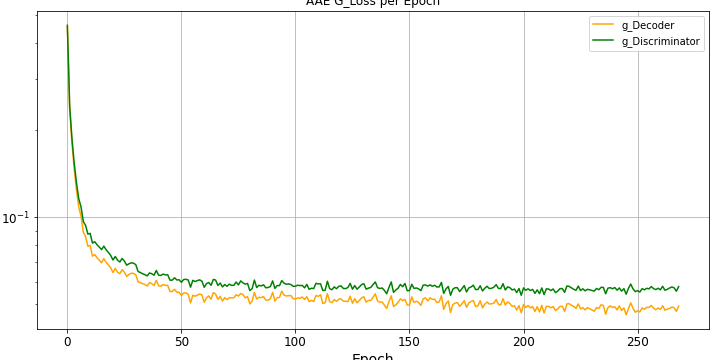 AAE G_Loss per Epoch
g_Decoder
g_Discriminator
10⁻¹
0 50 100 150 200 250
Epoch